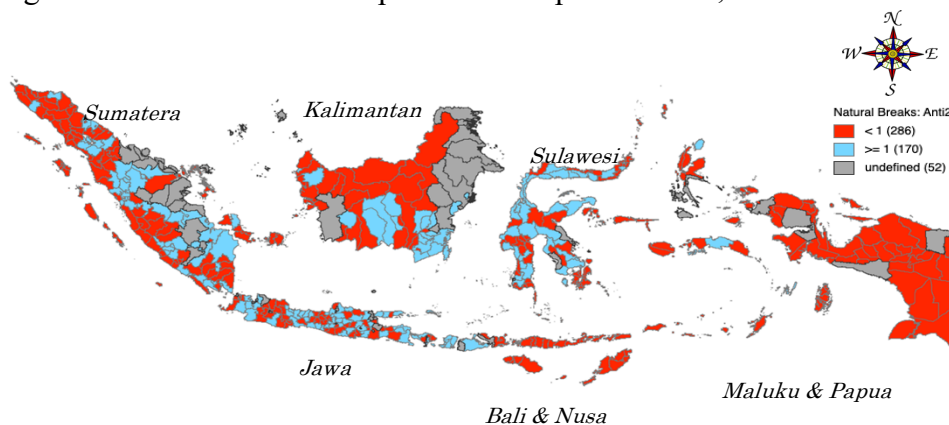 N
W E
S
Sumatera
Kalimantan
Sulawesi
Natural Breaks: Anti2
< 1 (286)
>= 1 (170)
undefined (52)
Jawa
Bali & Nusa
Maluku & Papua